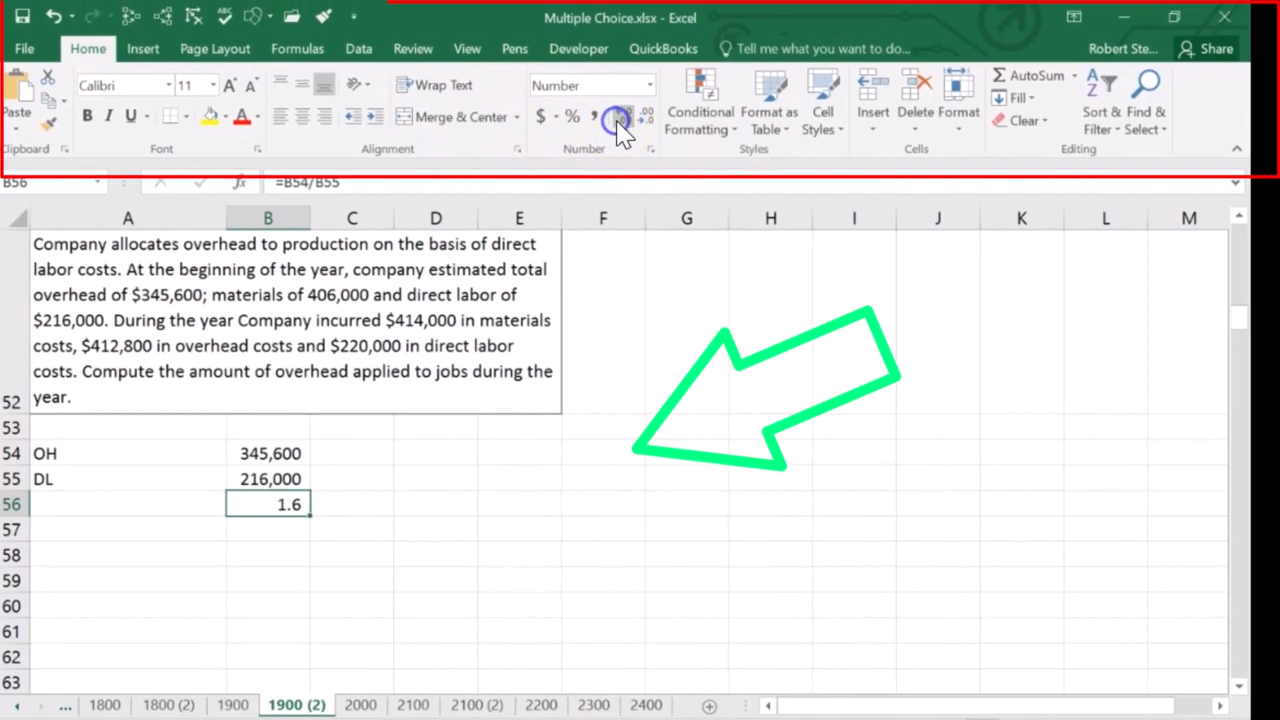 Multiple Choice.xlsx - Excel
File Home Insert Page Layout Formulas Data Review View Pens Developer QuickBooks Tell me what you want to do... Robert Ste... Share
Calibri 11 A A Wrap Text Number AutoSum
Paste B I U A Merge & Center $ % , Conditional Formatting Format as Table Cell Styles Insert Delete Format Fill Clear Sort & Filter Find & Select
Clipboard Font Alignment Number Styles Cells Editing
B56 fx =B54/B55
A B C D E F G H I J K L M
Company allocates overhead to production on the basis of direct
labor costs. At the beginning of the year, company estimated total
overhead of $345,600; materials of 406,000 and direct labor of
$216,000. During the year Company incurred $414,000 in materials
costs, $412,800 in overhead costs and $220,000 in direct labor
costs. Compute the amount of overhead applied to jobs during the
52 year.
53
54 OH 345,600
55 DL 216,000
56 1.6
57
58
59
60
61
62
63
... 1800 1800 (2) 1900 1900 (2) 2000 2100 2100 (2) 2200 2300 2400